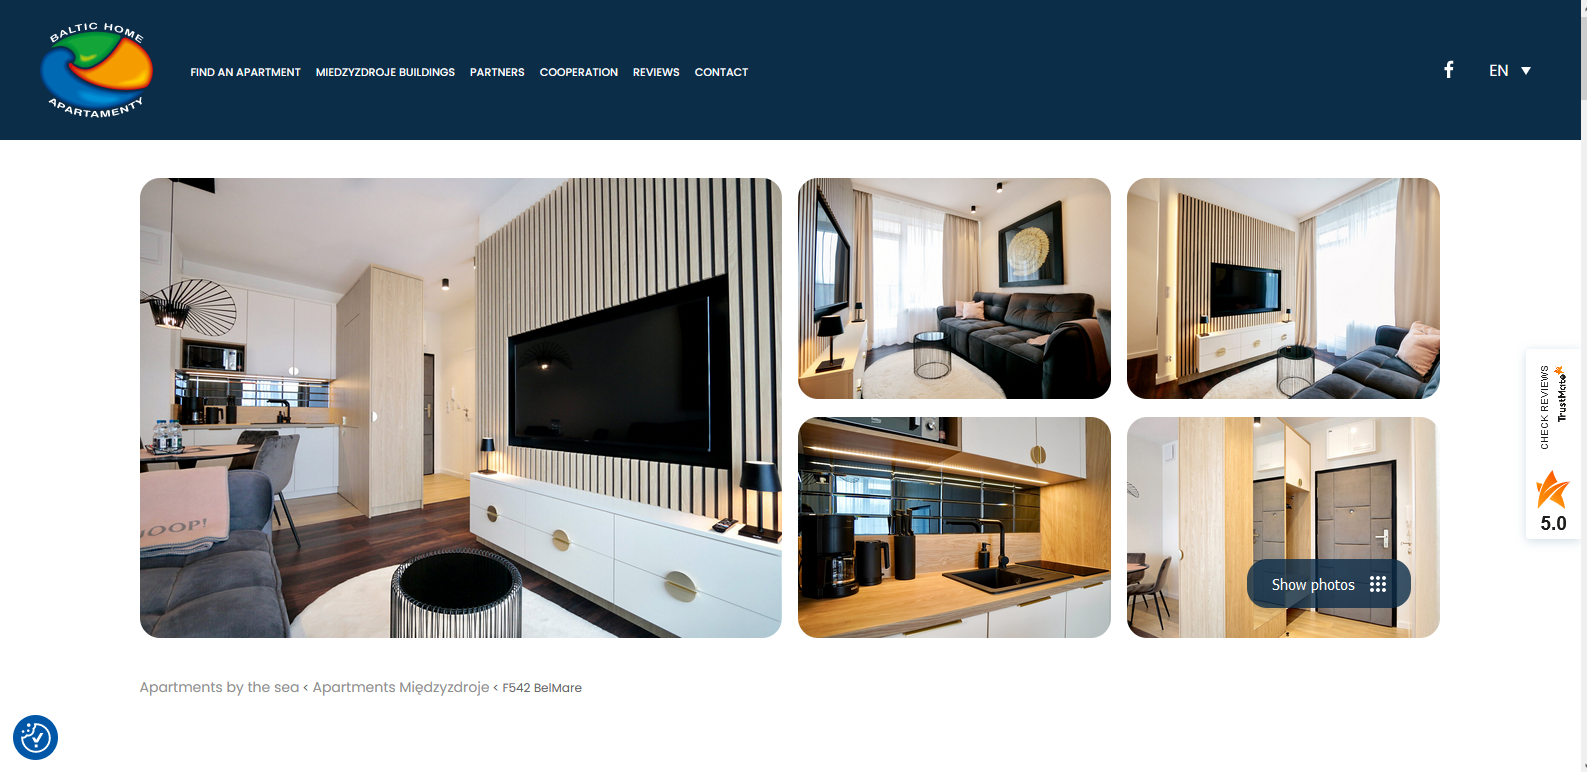 BALTIC HOME
APARTAMENTY
FIND AN APARTMENT
MIEDZYZDROJE BUILDINGS
PARTNERS
COOPERATION
REVIEWS
CONTACT
EN
OOP!
CHECK REVIEWS
TrustMate
5.0
Show photos
Apartments by the sea < Apartments Międzyzdroje < F542 BelMare